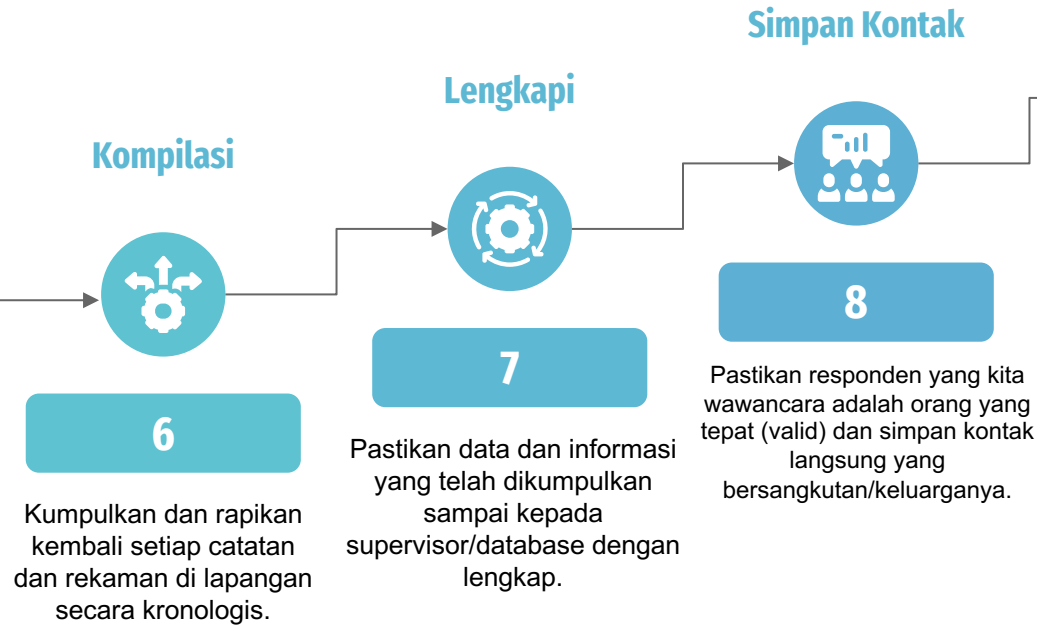 Kompilasi
6
Kumpulkan dan rapikan
kembali setiap catatan
dan rekaman di lapangan
secara kronologis.
Lengkapi
7
Pastikan data dan informasi
yang telah dikumpulkan
sampai kepada
supervisor/database dengan
lengkap.
Simpan Kontak
8
Pastikan responden yang kita
wawancara adalah orang yang
tepat (valid) dan simpan kontak
langsung yang
bersangkutan/keluarganya.